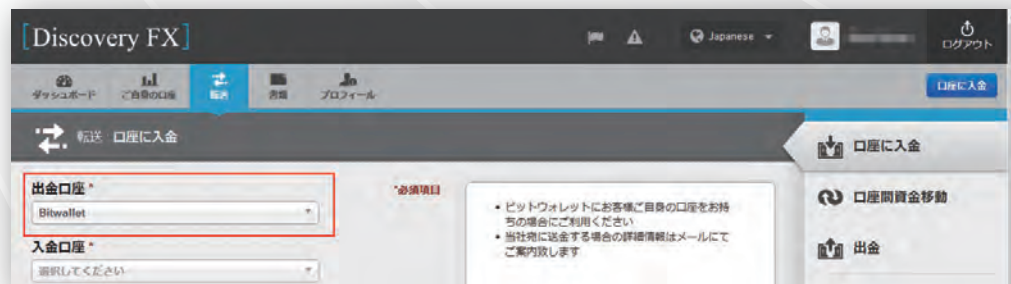 [Discovery FX]
Japanese
ログアウト
ダッシュボード
ご自身の口座
転送
書類
プロフィール
口座に入金
転送 口座に入金
口座に入金
出金口座 *
*必須項目
Bitwallet
• ビットウォレットにお客様ご自身の口座をお持
ちの場合にご利用ください
• 当社宛に送金する場合の詳細情報はメールにて
ご案内致します
口座間資金移動
入金口座 *
選択してください
出金